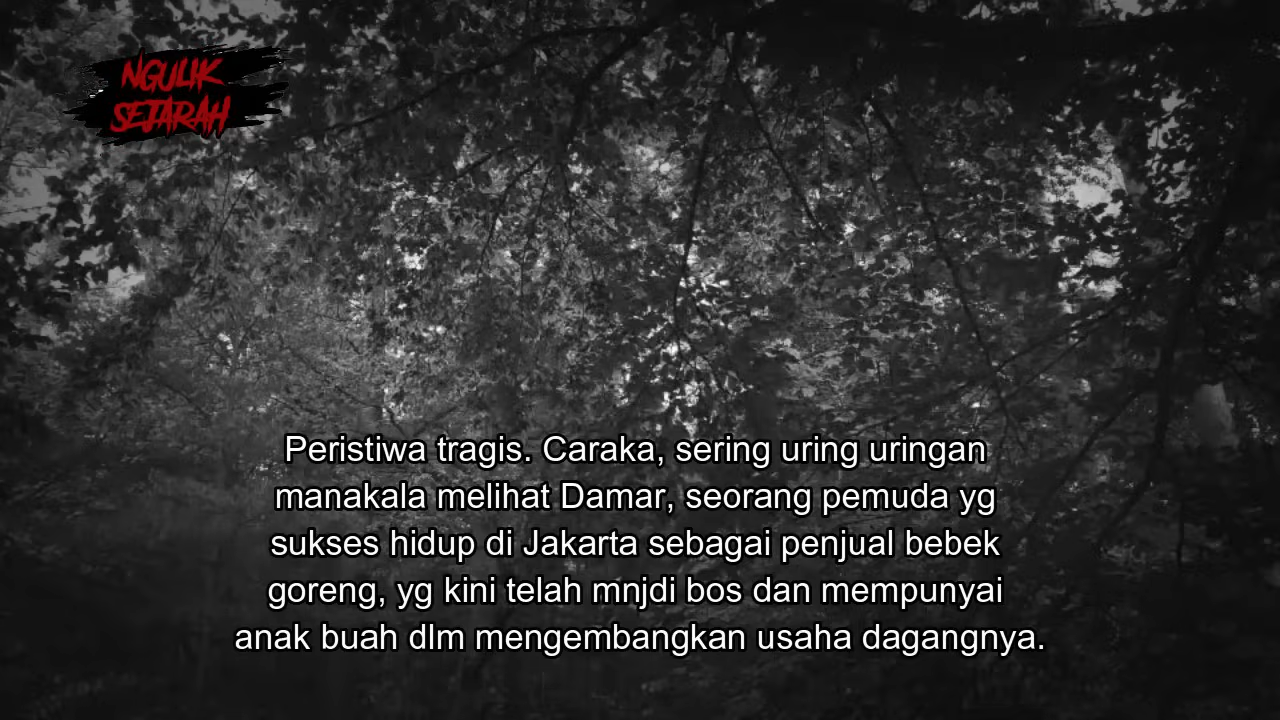 NGULIK
SEJARAH
Peristiwa tragis. Caraka, sering uring uringan
manakala melihat Damar, seorang pemuda yg
sukses hidup di Jakarta sebagai penjual bebek
goreng, yg kini telah mnjdi bos dan mempunyai
anak buah dlm mengembangkan usaha dagangnya.